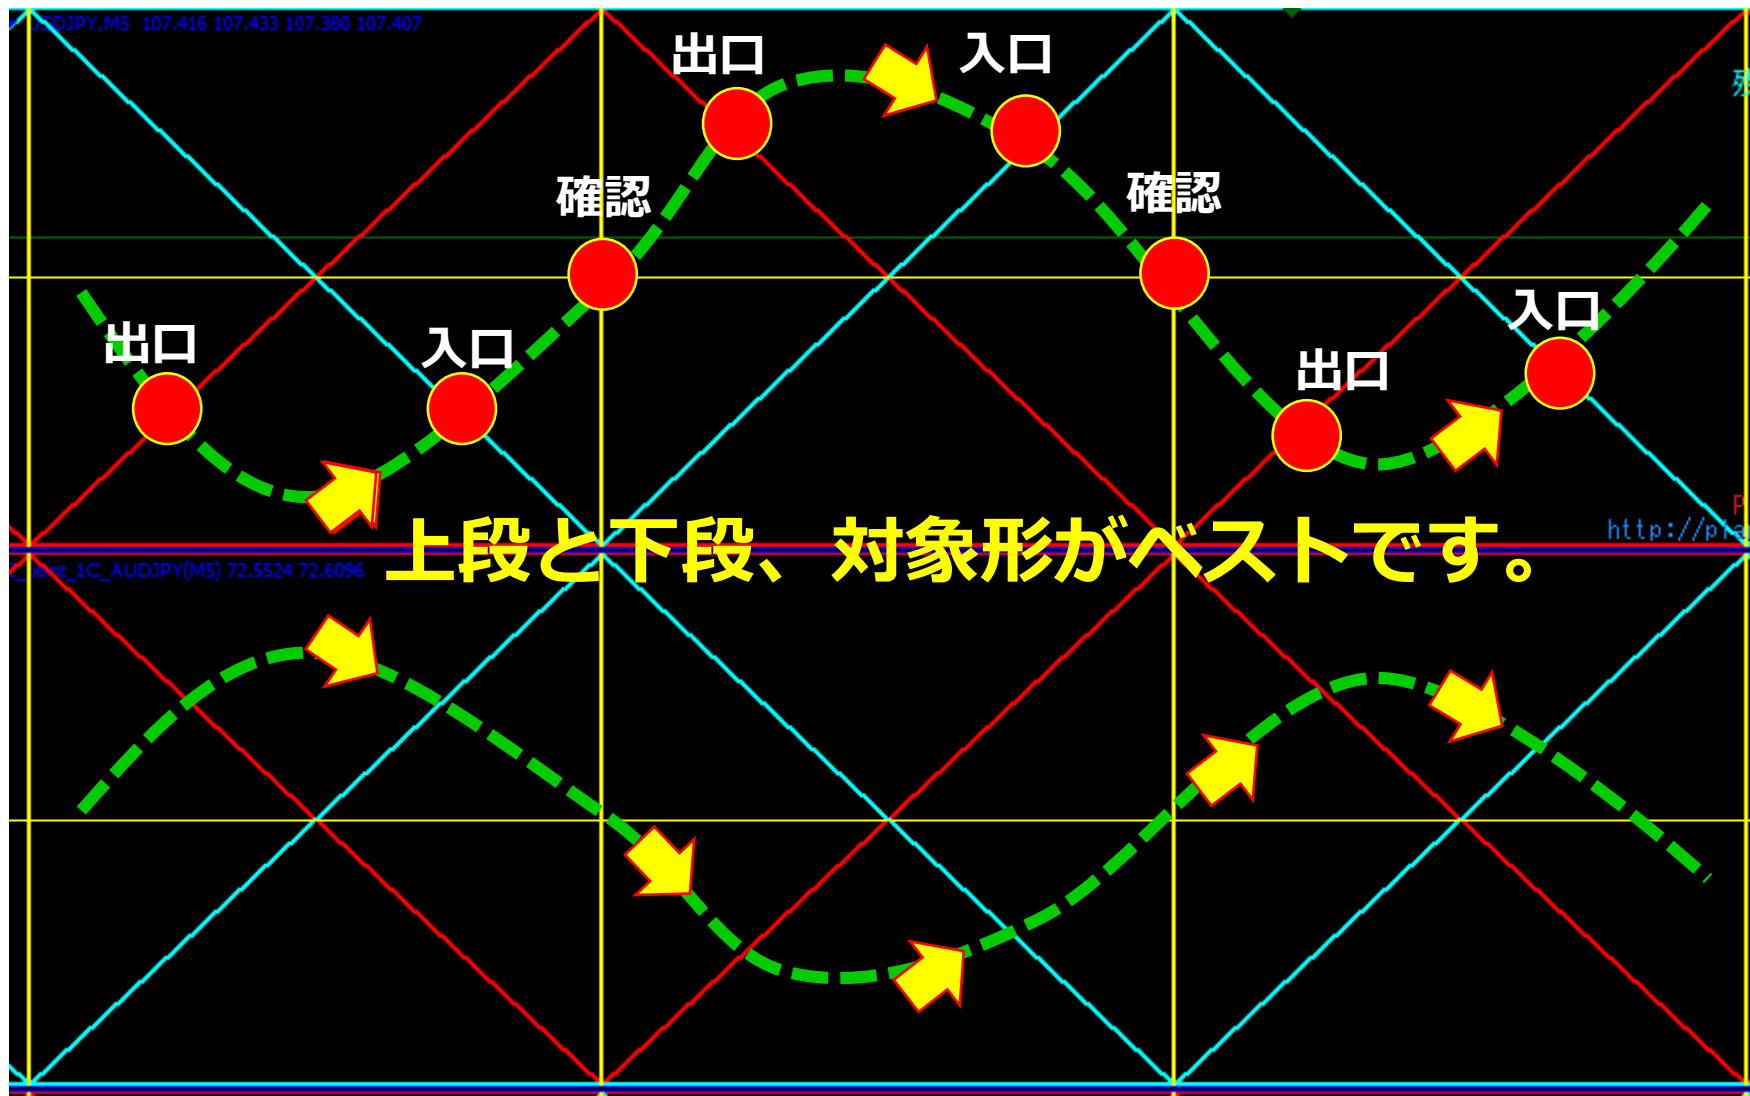 USDJPY,M5 107.416 107.433 107.380 107.407
出口
入口
確認
確認
出口
入口
出口
入口
上段と下段、対象形がベストです。
http://pia
1C_AUDJPY(M5) 72.5524 72.6096